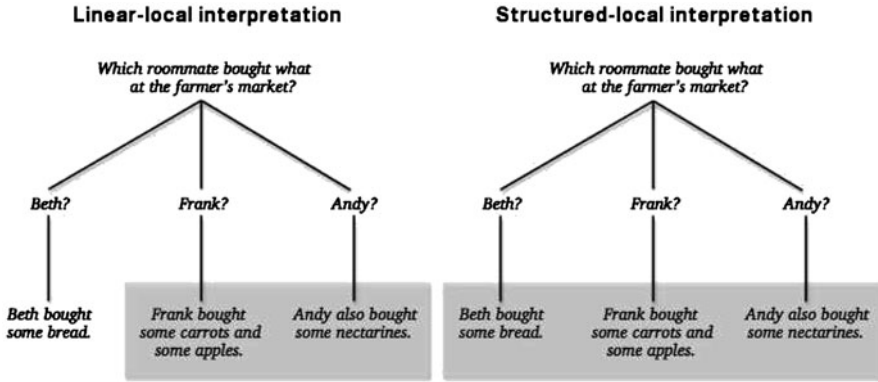 Linear-local interpretation
Which roommate bought what
at the farmer's market?
Beth?
Frank?
Andy?
Beth bought
some bread.
Frank bought
some carrots and
some apples.
Andy also bought
some nectarines.
Structured-local interpretation
Which roommate bought what
at the farmer's market?
Beth?
Frank?
Andy?
Beth bought
some bread.
Frank bought
some carrots and
some apples.
Andy also bought
some nectarines.